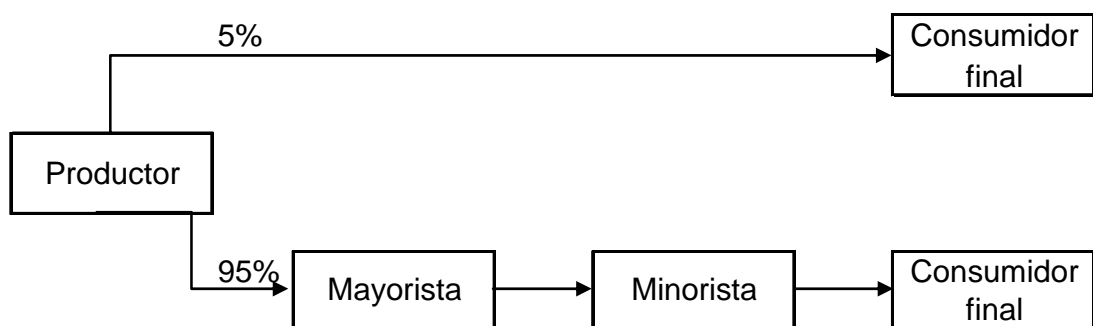 5%
Consumidor
final
Productor
95%
Mayorista
Minorista
Consumidor
final